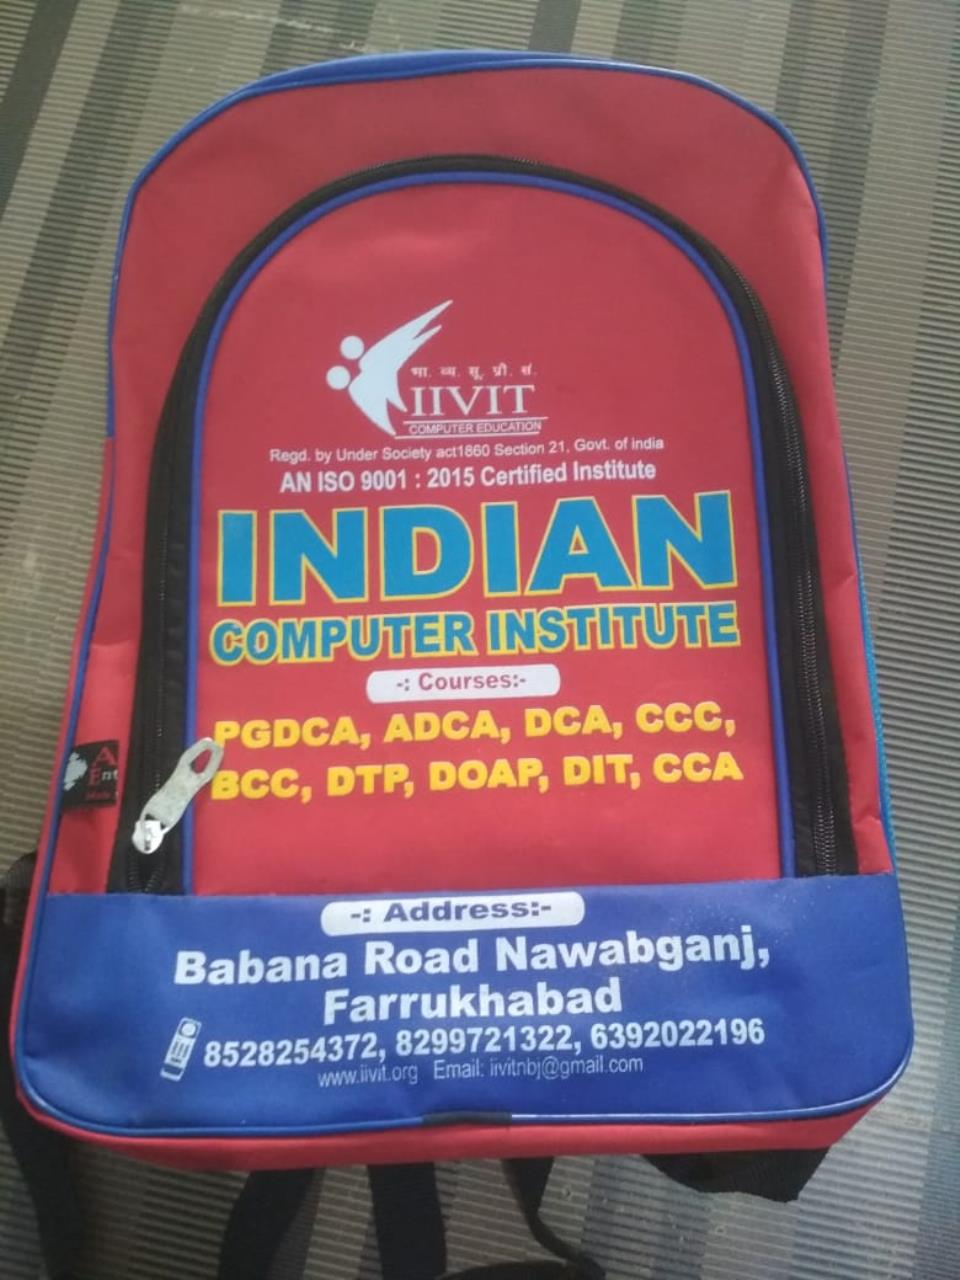 भा. व्य. सू. प्रौ. सं.
IIVIT
COMPUTER EDUCATION
Regd. by Under Society act1860 Section 21, Govt. of india
AN ISO 9001 : 2015 Certified Institute
INDIAN
COMPUTER INSTITUTE
-: Courses:-
PGDCA, ADCA, DCA, CCC,
BCC, DTP, DOAP, DIT, CCA
A
Ent
-: Address:-
Babana Road Nawabganj,
Farrukhabad
8528254372, 8299721322, 6392022196
www.iivit.org Email: iivitnbj@gmail.com